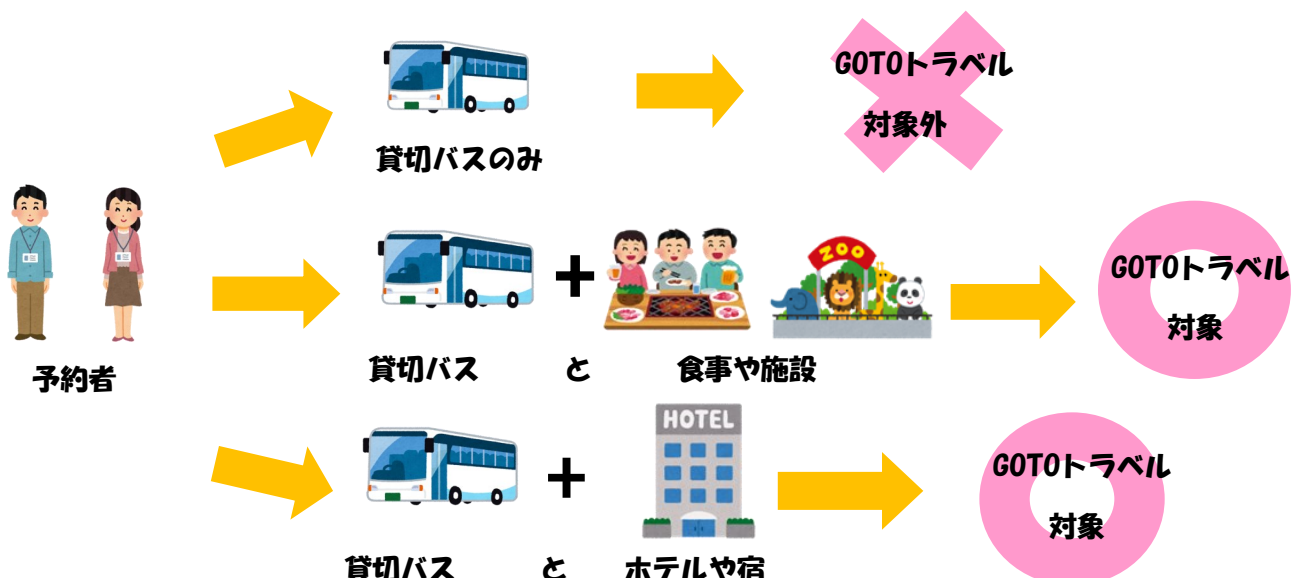 GOTOトラベル
対象外
貸切バスのみ
予約者
ZOO
貸切バス と 食事や施設
GOTOトラベル
対象
HOTEL
貸切バス と ホテルや宿
GOTOトラベル
対象